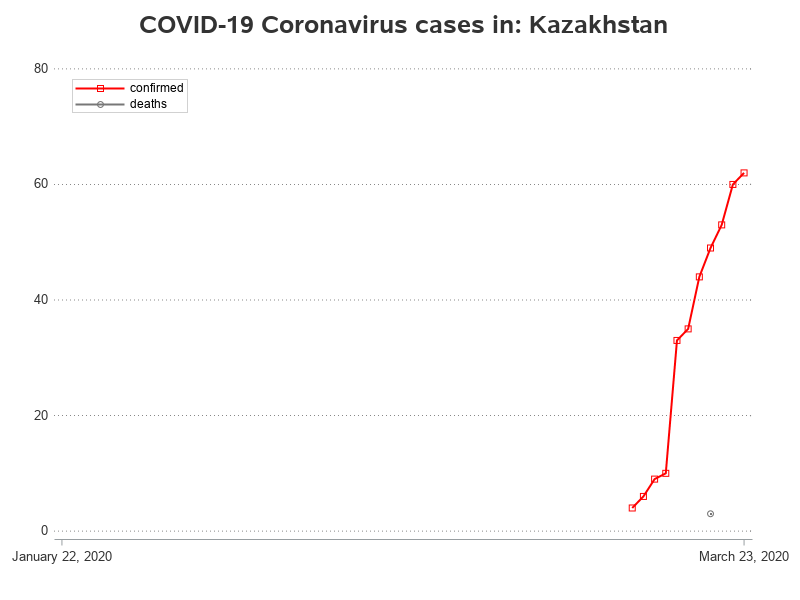 COVID-19 Coronavirus cases in: Kazakhstan
80
confirmed
deaths
60
40
20
0
January 22, 2020
March 23, 2020